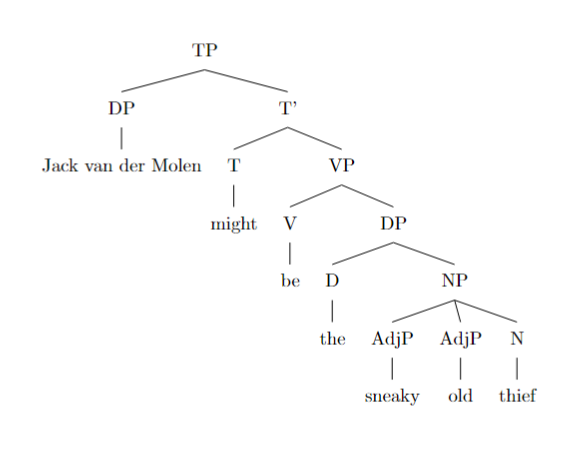 TP
DP T’
Jack van der Molen T VP
might V DP
be D NP
the AdjP AdjP N
sneaky old thief